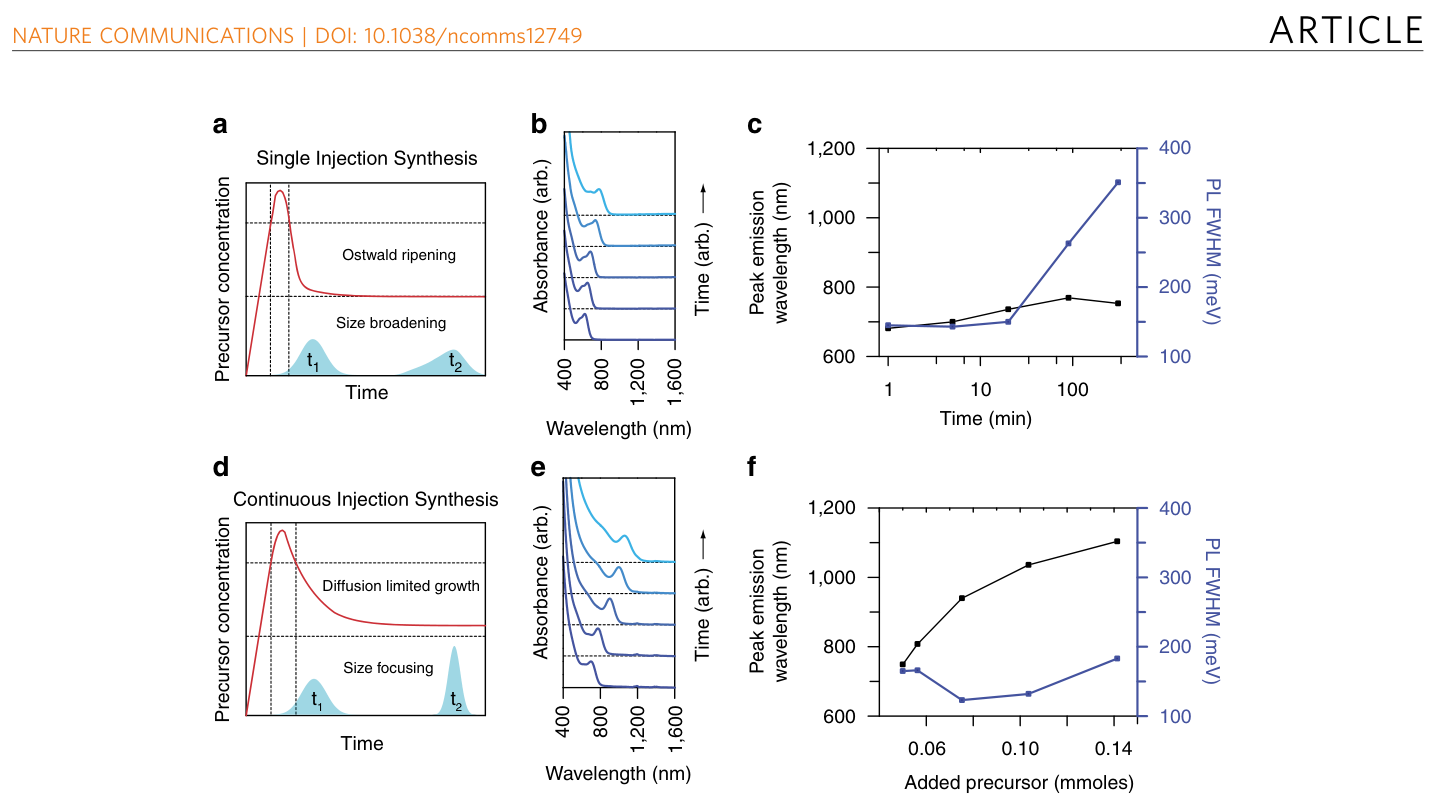 NATURE COMMUNICATIONS | DOI: 10.1038/ncomms12749
ARTICLE
a
Single Injection Synthesis
Precursor concentration
Ostwald ripening
Size broadening
t1
t2
Time
b
Absorbance (arb.)
Time (arb.)
400
800
1,200
1,600
Wavelength (nm)
c
Peak emission
wavelength (nm)
1,200
1,000
800
600
400
300
200
100
PL FWHM (meV)
1
10
100
Time (min)
d
Continuous Injection Synthesis
Precursor concentration
Diffusion limited growth
Size focusing
t1
t2
Time
e
Absorbance (arb.)
Time (arb.)
400
800
1,200
1,600
Wavelength (nm)
f
Peak emission
wavelength (nm)
1,200
1,000
800
600
400
300
200
100
PL FWHM (meV)
0.06
0.10
0.14
Added precursor (mmoles)